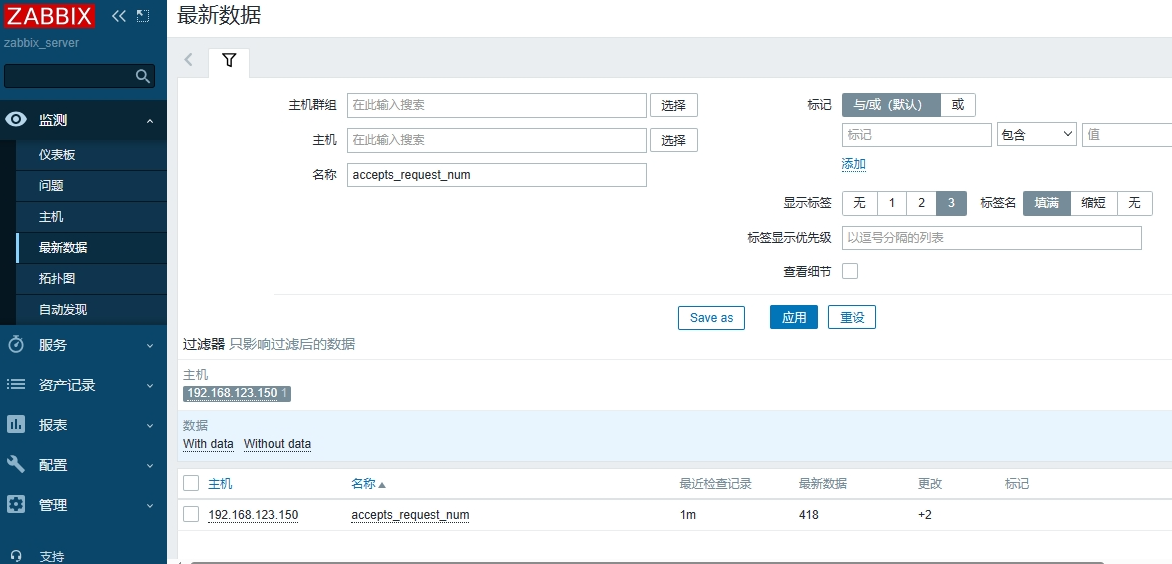 ZABBIX
zabbix_server
监测
仪表板
问题
主机
最新数据
拓扑图
自动发现
服务
资产记录
报表
配置
管理
支持
最新数据
主机群组 在此输入搜索 选择
主机 在此输入搜索 选择
名称 accepts_request_num
标记 与/或（默认） 或
标记 包含 值
添加
显示标签 无 1 2 3 标签名 填满 缩短 无
标签显示优先级 以逗号分隔的列表
查看细节
Save as 应用 重设
过滤器 只影响过滤后的数据
主机
192.168.123.150 1
数据
With data Without data
主机 名称 最近检查记录 最新数据 更改 标记
192.168.123.150 accepts_request_num 1m 418 +2